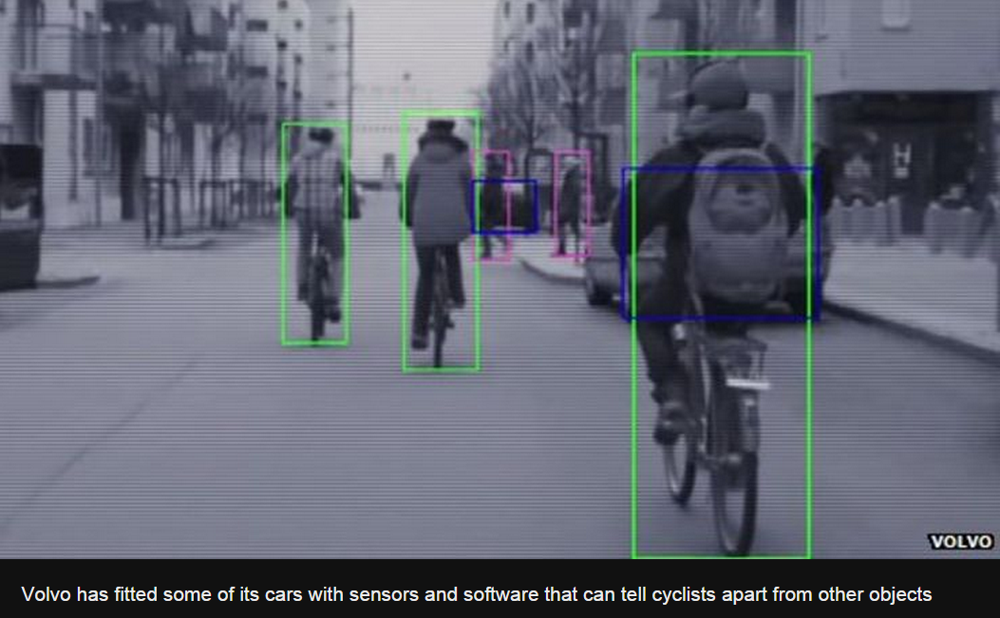 H
VOLVO
Volvo has fitted some of its cars with sensors and software that can tell cyclists apart from other objects